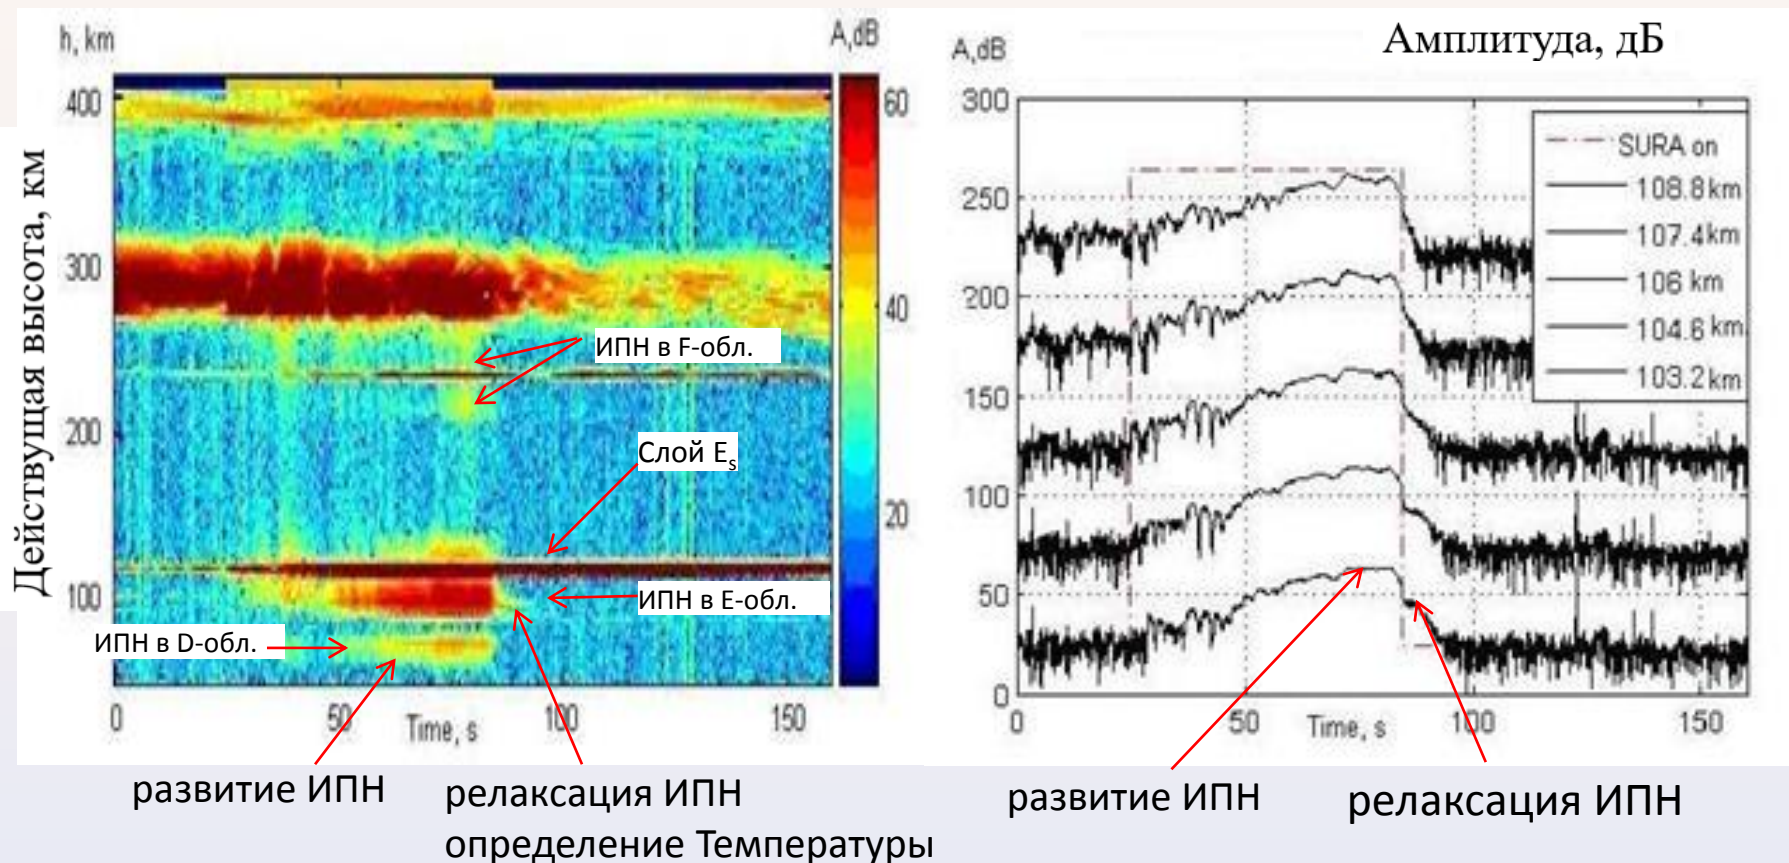 h, km
A,dB
Действущая высота, км
400
300
200
100
60
40
20
ИПН в F-обл.
Слой Es
ИПН в E-обл.
ИПН в D-обл.
0
50
100
150
Time, s
развитие ИПН
релаксация ИПН
определение Температуры
A,dB
Амплитуда, дБ
300
250
200
150
100
50
0
SURA on
108.8 km
107.4 km
106 km
104.6 km
103.2 km
0
50
100
150
Time, s
развитие ИПН
релаксация ИПН